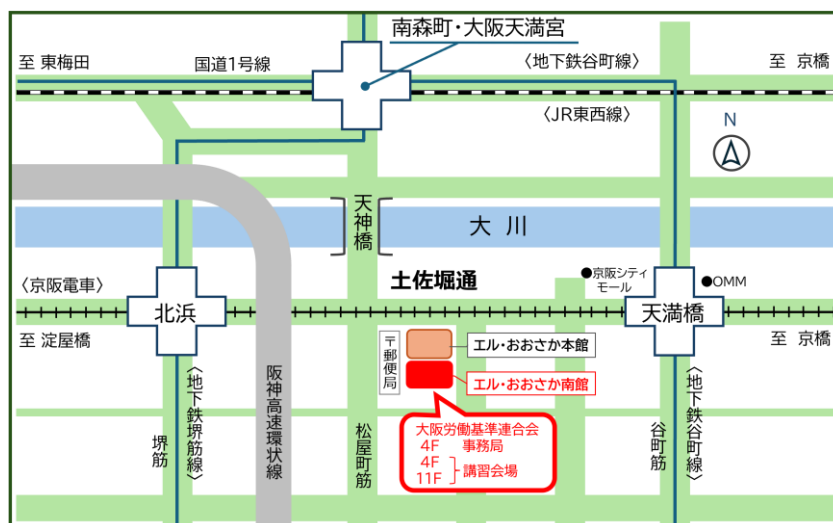 南森町・大阪天満宮
至 東梅田
国道1号線
〈地下鉄谷町線〉
至 京橋
〈JR東西線〉
N
天神橋
大川
〈京阪電車〉
土佐堀通
●京阪シティ
モール
●OMM
北浜
天満橋
至 淀屋橋
至 京橋
〒郵便局
エル・おおさか本館
エル・おおさか南館
大阪労働基準連合会
4F 事務局
4F
11F
講習会場
堺筋
〈地下鉄堺筋線〉
阪神高速環状線
松屋町筋
谷町筋
〈地下鉄谷町線〉